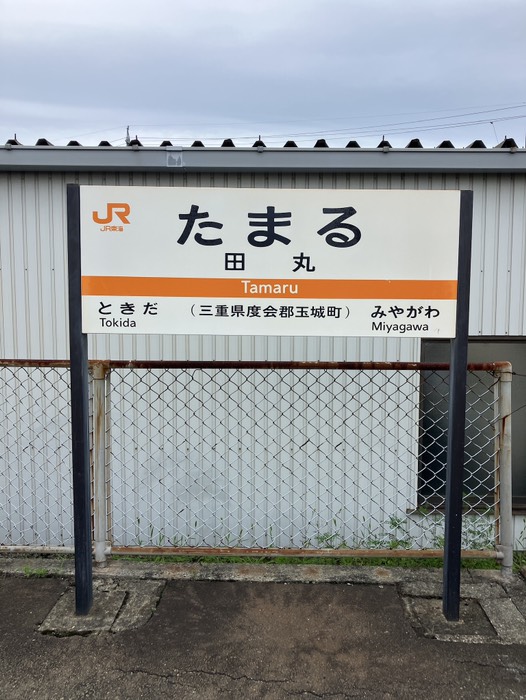 JR
JR東海
たまる
田丸
Tamaru
ときだ (三重県度会郡玉城町) みやがわ
Tokida Miyagawa